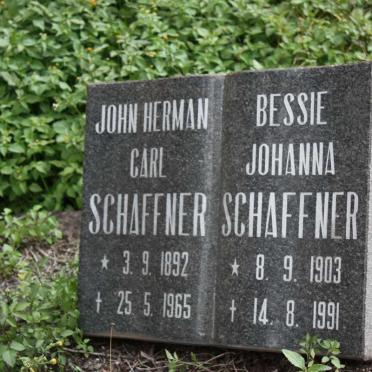 JOHN HERMAN
CARL
SCHAFFNER
★ 3. 9. 1892
† 25. 5. 1965
BESSIE
JOHANNA
SCHAFFNER
★ 8. 9. 1903
† 14. 8. 1991